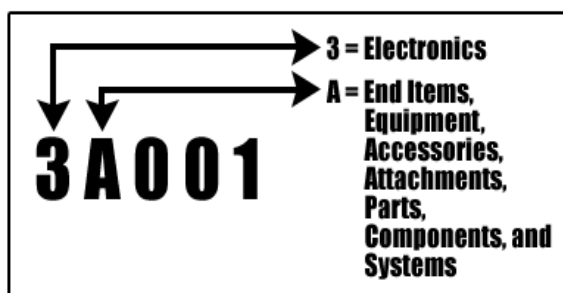 3 = Electronics
A = End Items,
Equipment,
Accessories,
Attachments,
Parts,
Components, and
Systems
3A001